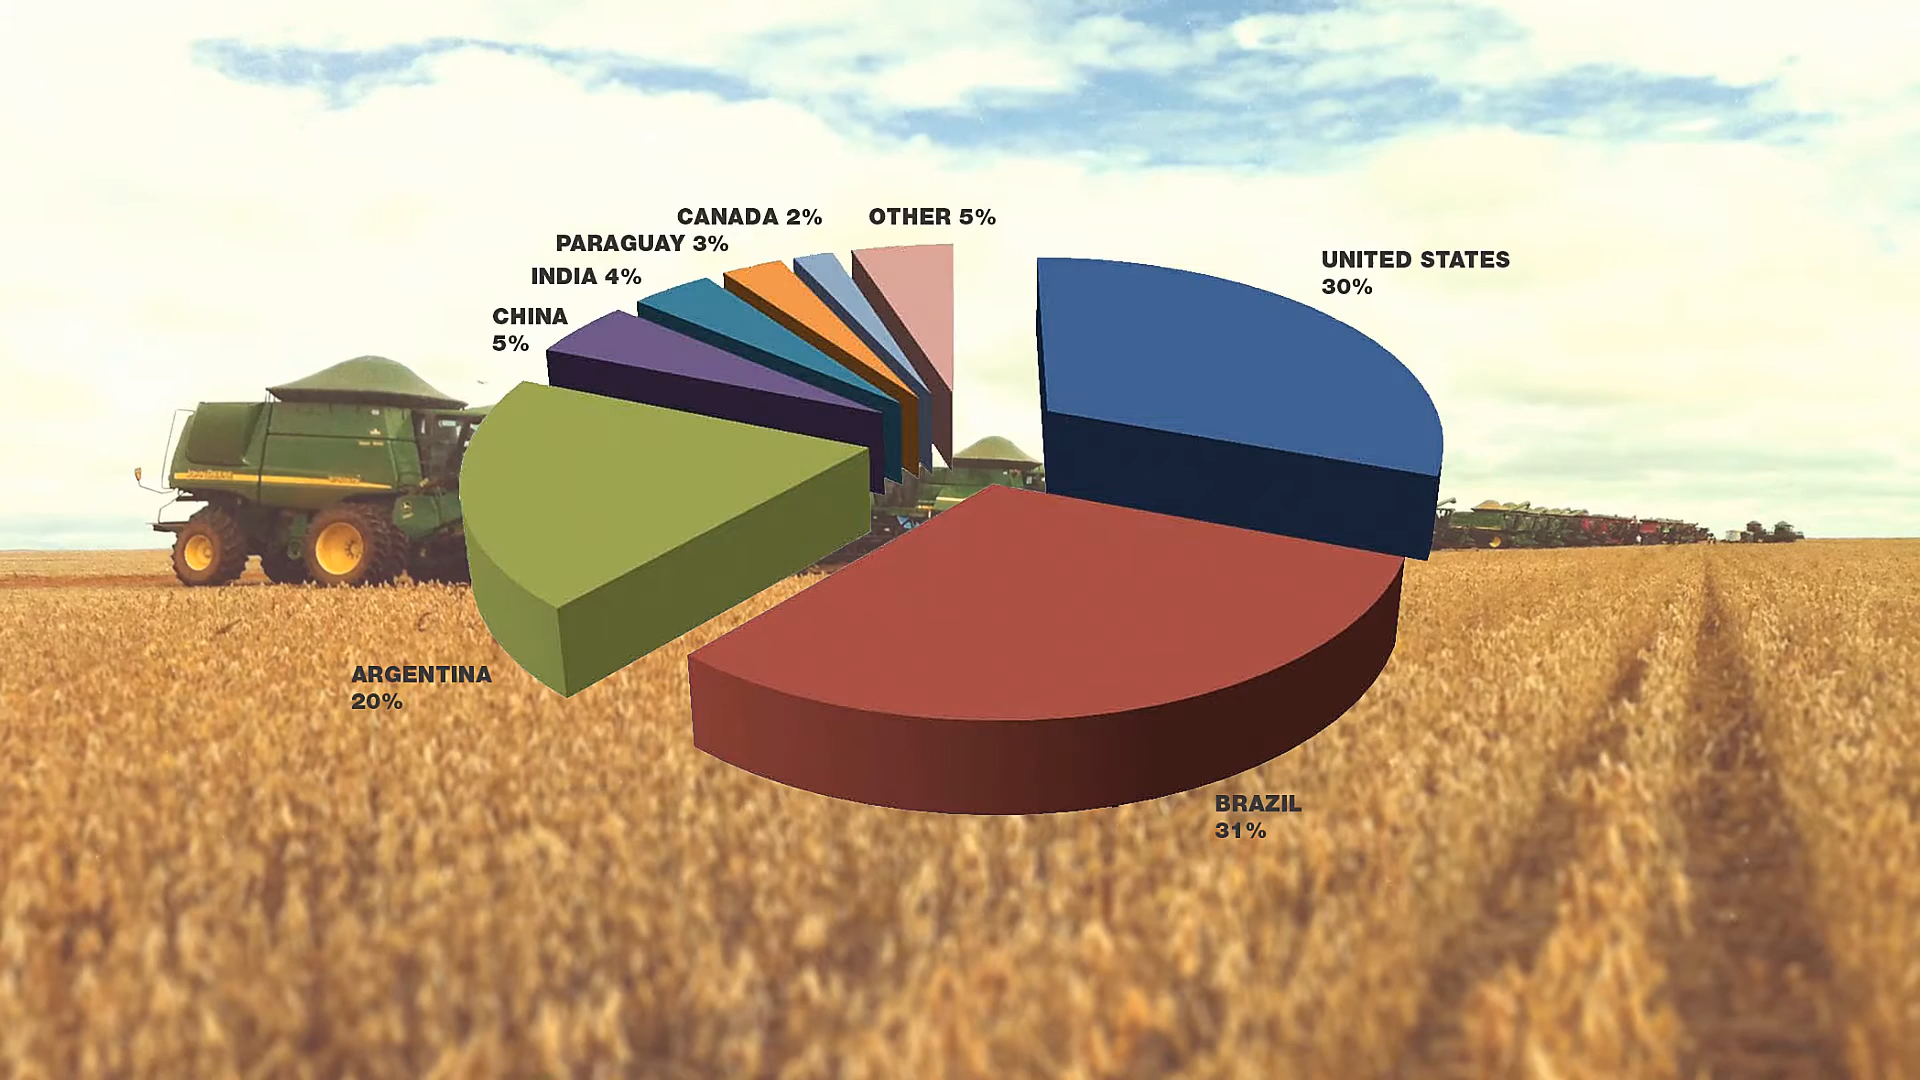 CANADA 2%
OTHER 5%
PARAGUAY 3%
INDIA 4%
CHINA
5%
UNITED STATES
30%
ARGENTINA
20%
BRAZIL
31%